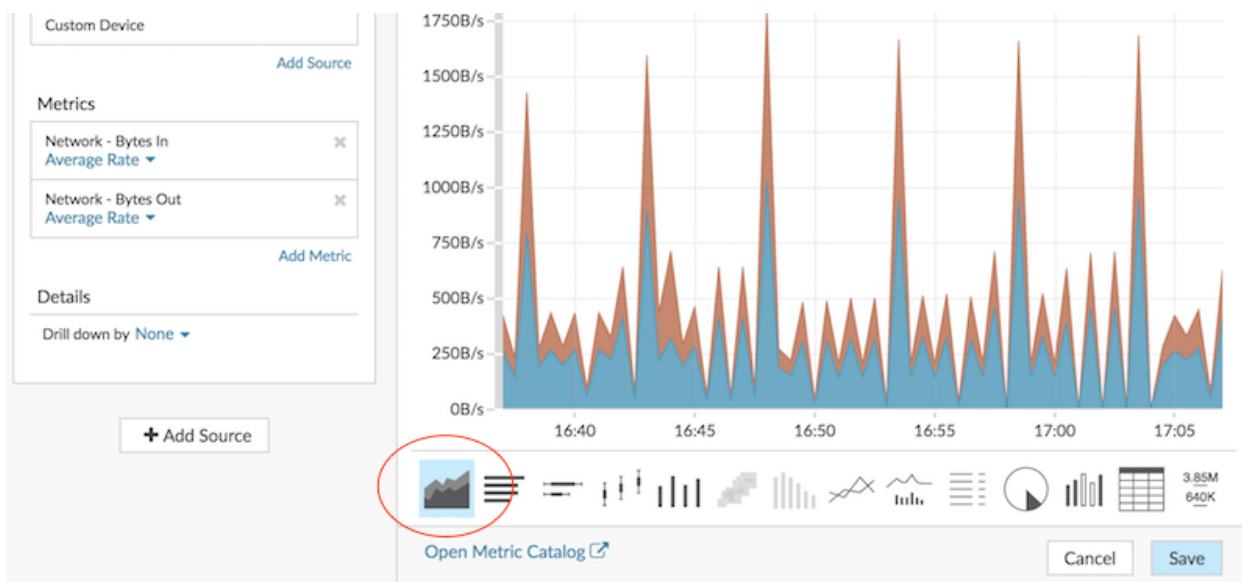 Custom Device
Add Source
Metrics
Network - Bytes In
Average Rate
Network - Bytes Out
Average Rate
Add Metric
Details
Drill down by None
+ Add Source
1750B/s
1500B/s
1250B/s
1000B/s
750B/s
500B/s
250B/s
0B/s
16:40 16:45 16:50 16:55 17:00 17:05
3.85M
640K
Open Metric Catalog
Cancel Save